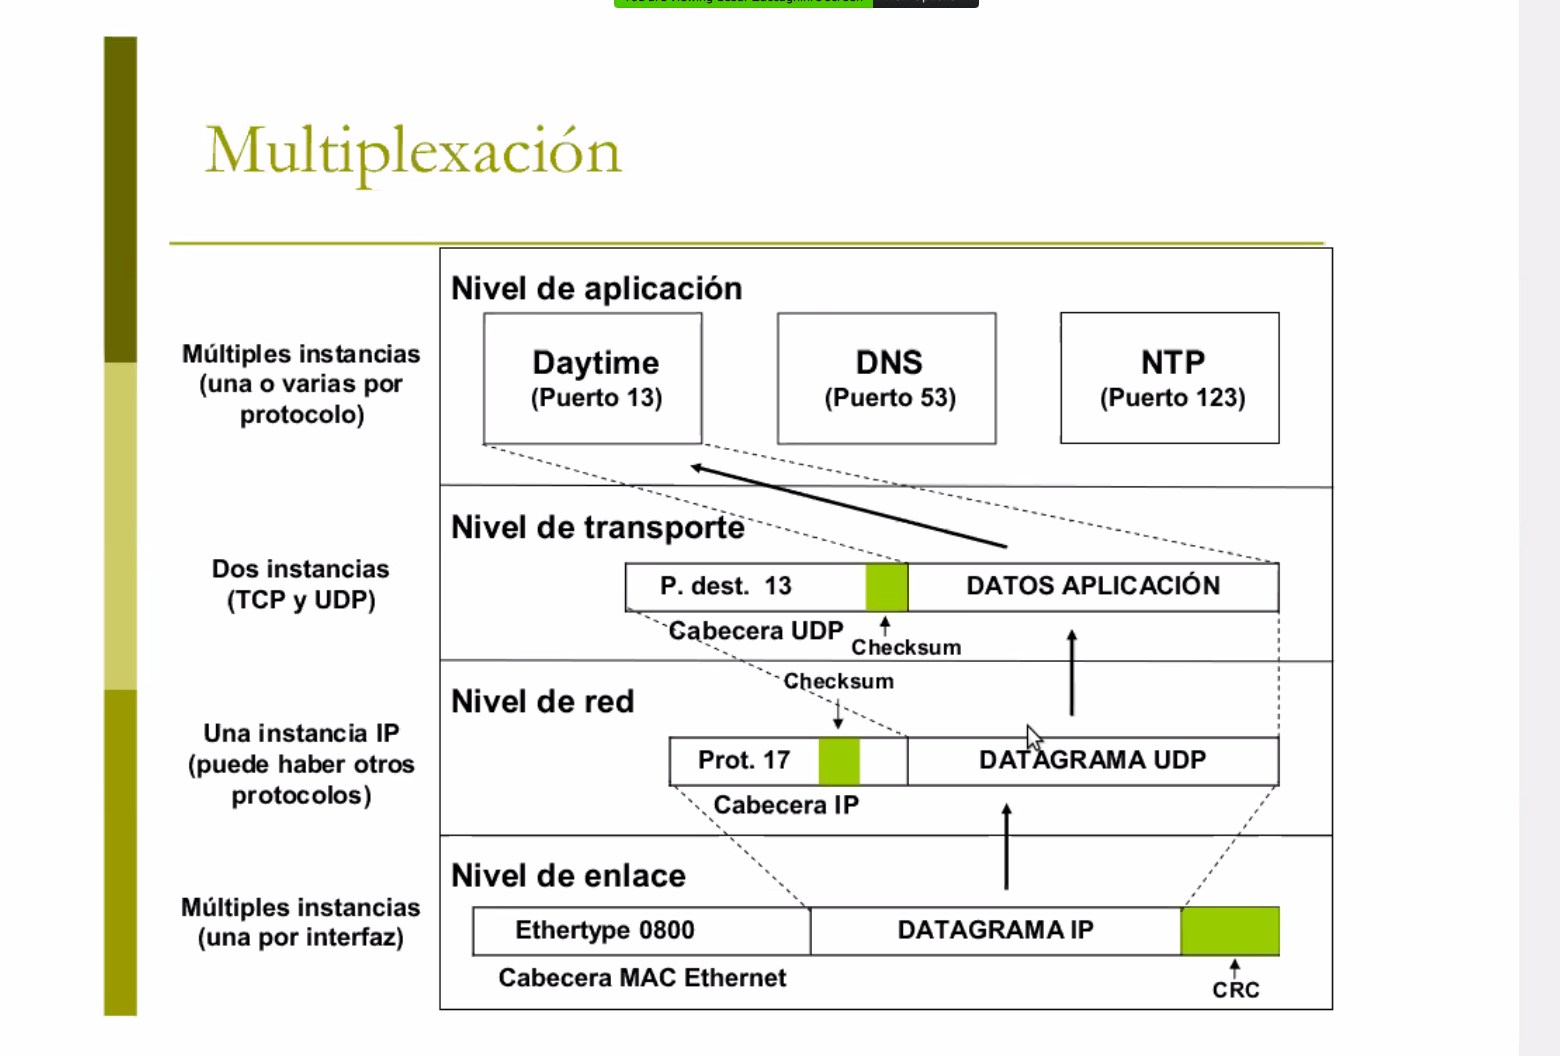 Multiplexación
Nivel de aplicación
Múltiples instancias
(una o varias por
protocolo)
Daytime
(Puerto 13)
DNS
(Puerto 53)
NTP
(Puerto 123)
Nivel de transporte
Dos instancias
(TCP y UDP)
P. dest. 13
DATOS APLICACIÓN
Cabecera UDP
Checksum
Checksum
Nivel de red
Una instancia IP
(puede haber otros
protocolos)
Prot. 17
DATAGRAMA UDP
Cabecera IP
Nivel de enlace
Múltiples instancias
(una por interfaz)
Ethertype 0800
DATAGRAMA IP
Cabecera MAC Ethernet
CRC